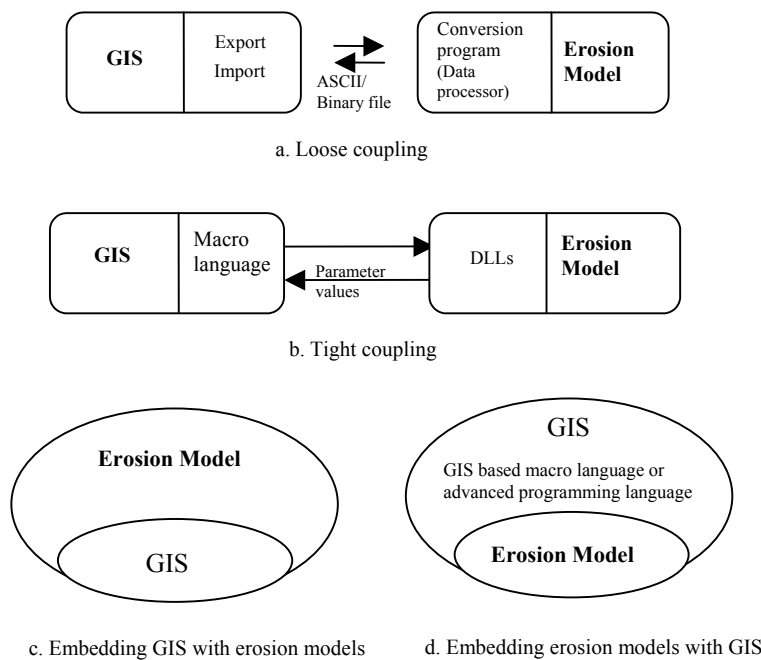 GIS
Export
Import
ASCII/
Binary file
Conversion
program
(Data
processor)
Erosion
Model
a. Loose coupling
GIS
Macro
language
Parameter
values
DLLs
Erosion
Model
b. Tight coupling
Erosion Model
GIS
c. Embedding GIS with erosion models
GIS
GIS based macro language or
advanced programming language
Erosion Model
d. Embedding erosion models with GIS